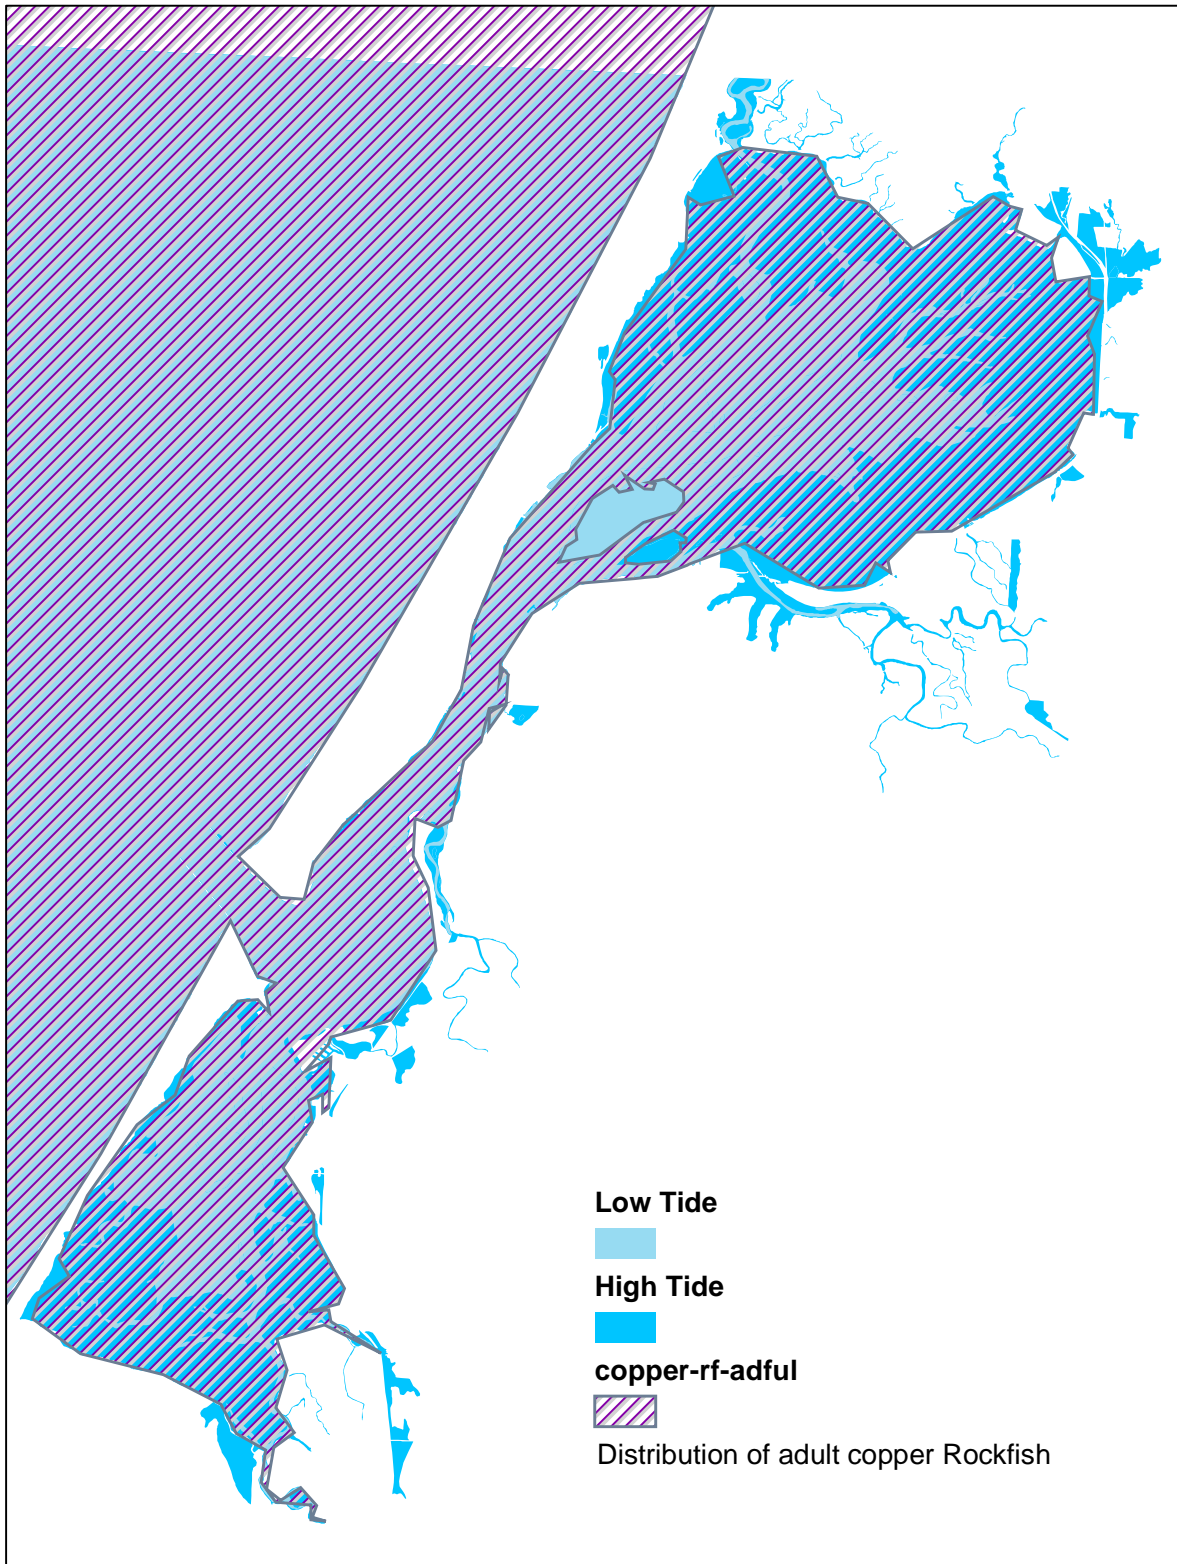 Low Tide
High Tide
copper-rf-adful
Distribution of adult copper Rockfish